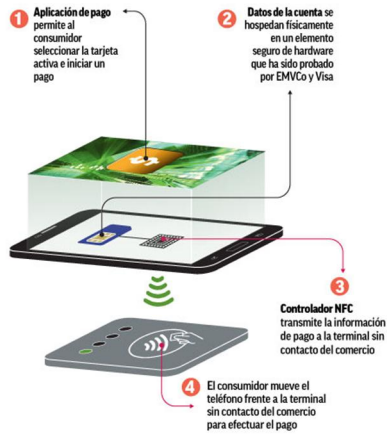 1 Aplicación de pago
permite al
consumidor
seleccionar la tarjeta
activa e iniciar un
pago
2 Datos de la cuenta se
hospedan físicamente
en un elemento
seguro de hardware
que ha sido probado
por EMVCo y Visa
3
Controlador NFC
transmite la información
de pago a la terminal sin
contacto del comercio
4 El consumidor mueve el
teléfono frente a la terminal
sin contacto del comercio
para efectuar el pago